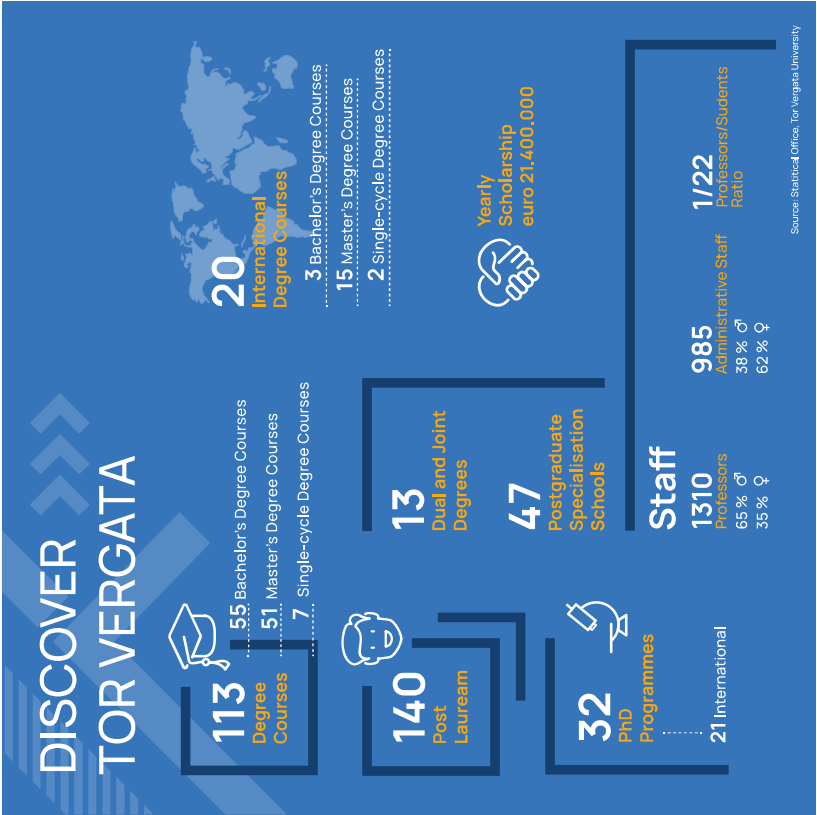 DISCOVER
TOR VERGATA
113
Degree
Courses
55 Bachelor's Degree Courses
51 Master's Degree Courses
7 Single-cycle Degree Courses
20
International
Degree Courses
3 Bachelor's Degree Courses
15 Master's Degree Courses
2 Single-cycle Degree Courses
140
Post
Lauream
13
Dual and Joint
Degrees
47
Postgraduate
Specialisation
Schools
Yearly
Scholarship
euro 21.400.000
32
PhD
Programmes
21 International
Staff
1310
Professors
65 % ♂
35 % ♀
985
Administrative Staff
38 % ♂
62 % ♀
1/22
Professors/Sudents
Ratio
Source: Statitical Office, Tor Vergata University